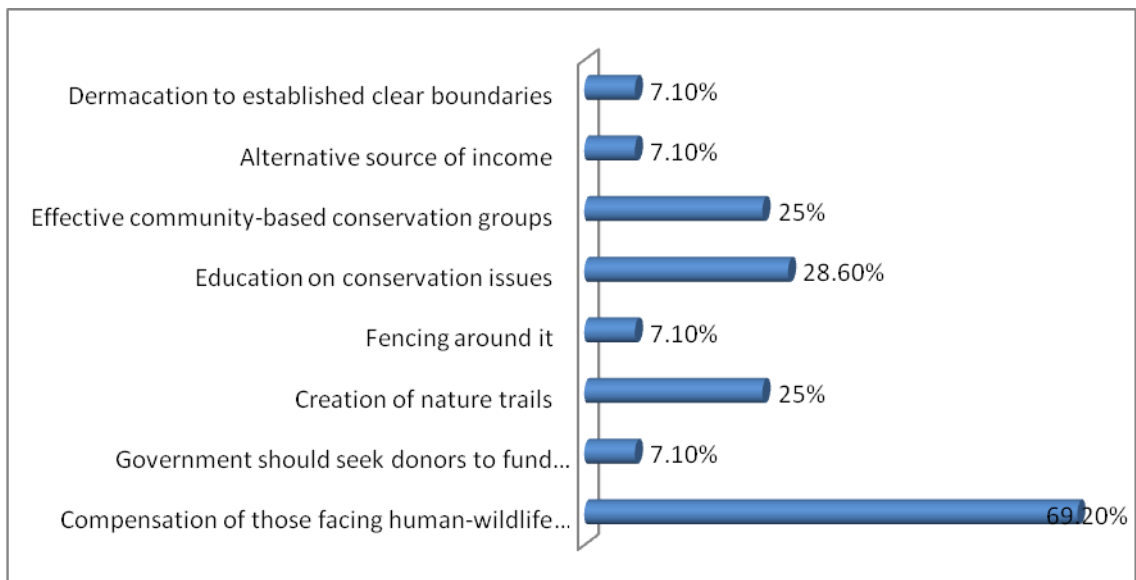 Dermacation to established clear boundaries 7.10%
Alternative source of income 7.10%
Effective community-based conservation groups 25%
Education on conservation issues 28.60%
Fencing around it 7.10%
Creation of nature trails 25%
Government should seek donors to fund... 7.10%
Compensation of those facing human-wildlife... 69.20%